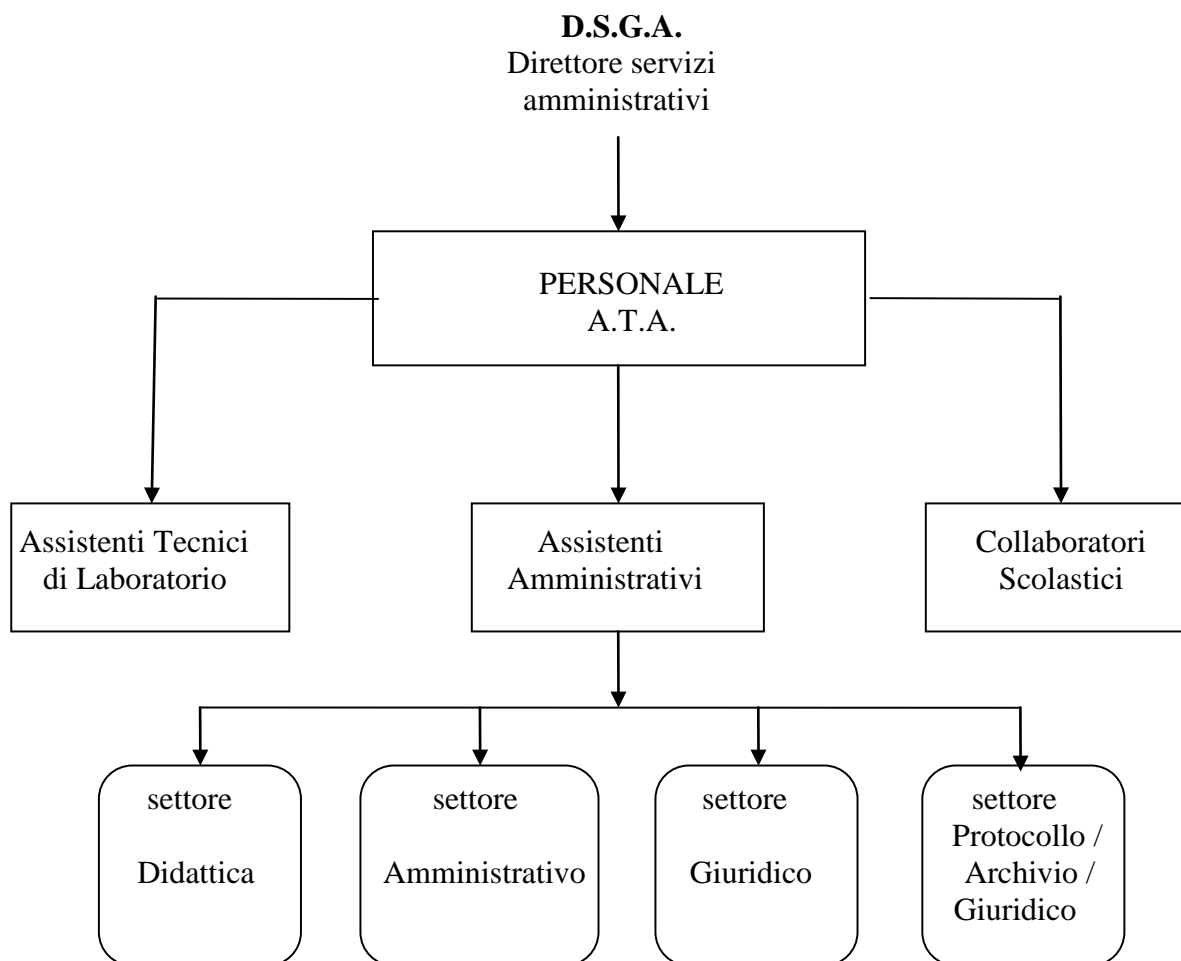 D.S.G.A.
Direttore servizi
amministrativi
PERSONALE
A.T.A.
Assistenti Tecnici
di Laboratorio
Assistenti
Amministrativi
Collaboratori
Scolastici
settore
Didattica
settore
Amministrativo
settore
Giuridico
settore
Protocollo /
Archivio /
Giuridico